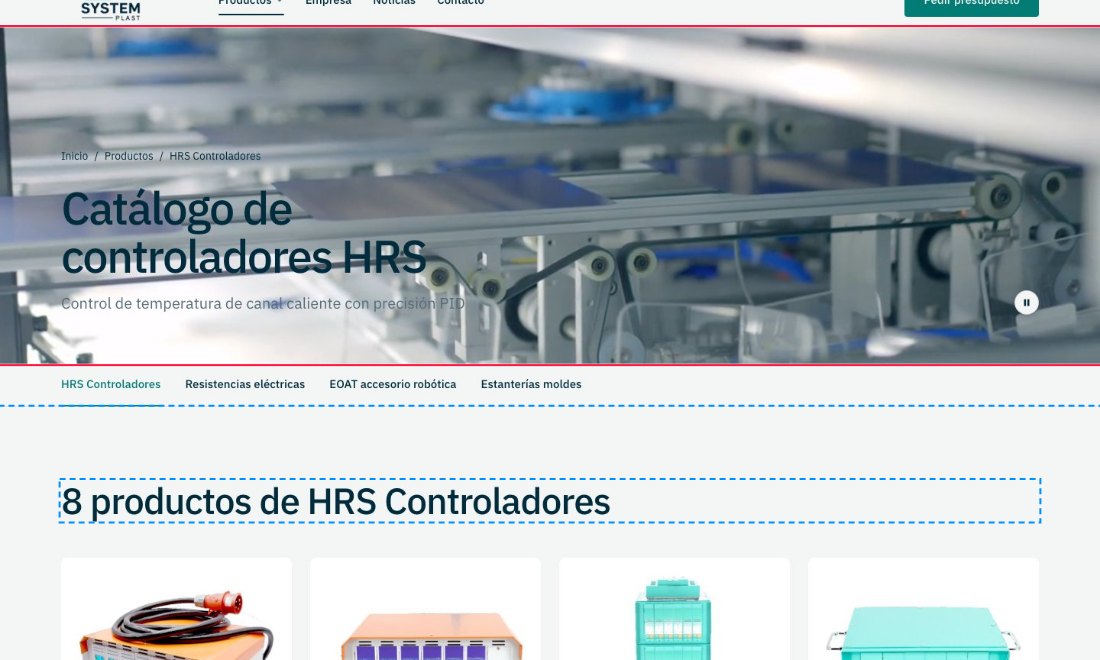 SYSTEM
PLAST
Productos
Empresa
Noticias
Contacto
Pedir presupuesto
Inicio / Productos / HRS Controladores
Catálogo de
controladores HRS
Control de temperatura de canal caliente con precisión PID
HRS Controladores
Resistencias eléctricas
EOAT accesorio robótica
Estanterías moldes
8 productos de HRS Controladores